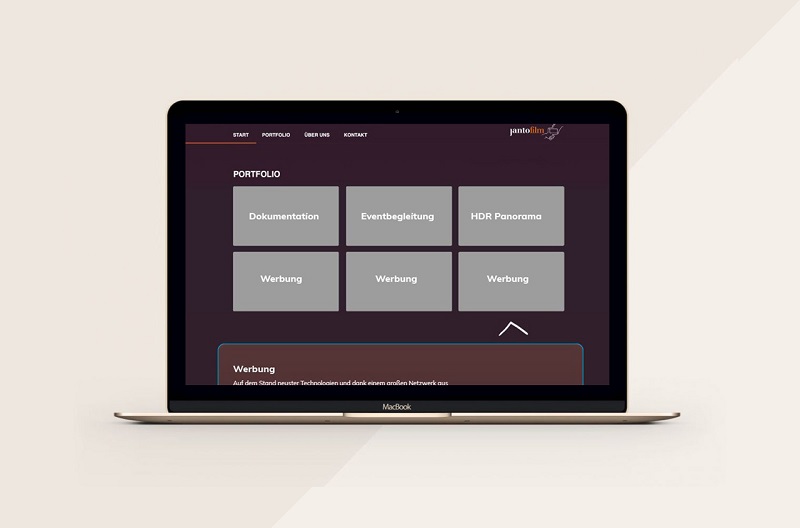 START PORTFOLIO ÜBER UNS KONTAKT
jantofilm
PORTFOLIO
Dokumentation Eventbegleitung HDR Panorama
Werbung Werbung Werbung
Werbung
Auf dem Stand neuster Technologien und dank einem großen Netzwerk aus
MacBook